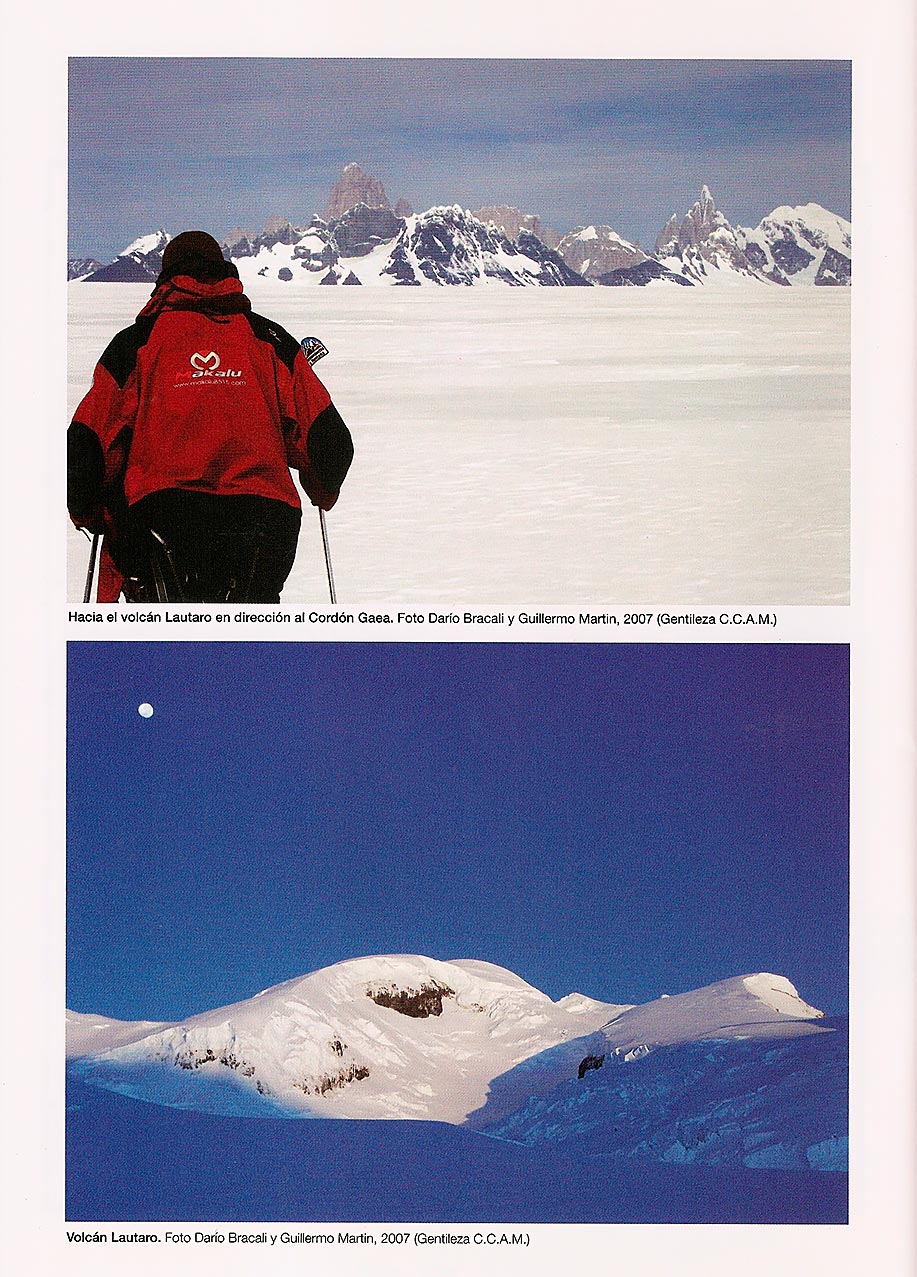 Makalu
www.makalu8515.com
Hacia el volcán Lautaro en dirección al Cordón Gaea. Foto Darío Bracali y Guillermo Martin, 2007 (Gentileza C.C.A.M.)
Volcán Lautaro. Foto Darío Bracali y Guillermo Martin, 2007 (Gentileza C.C.A.M.)